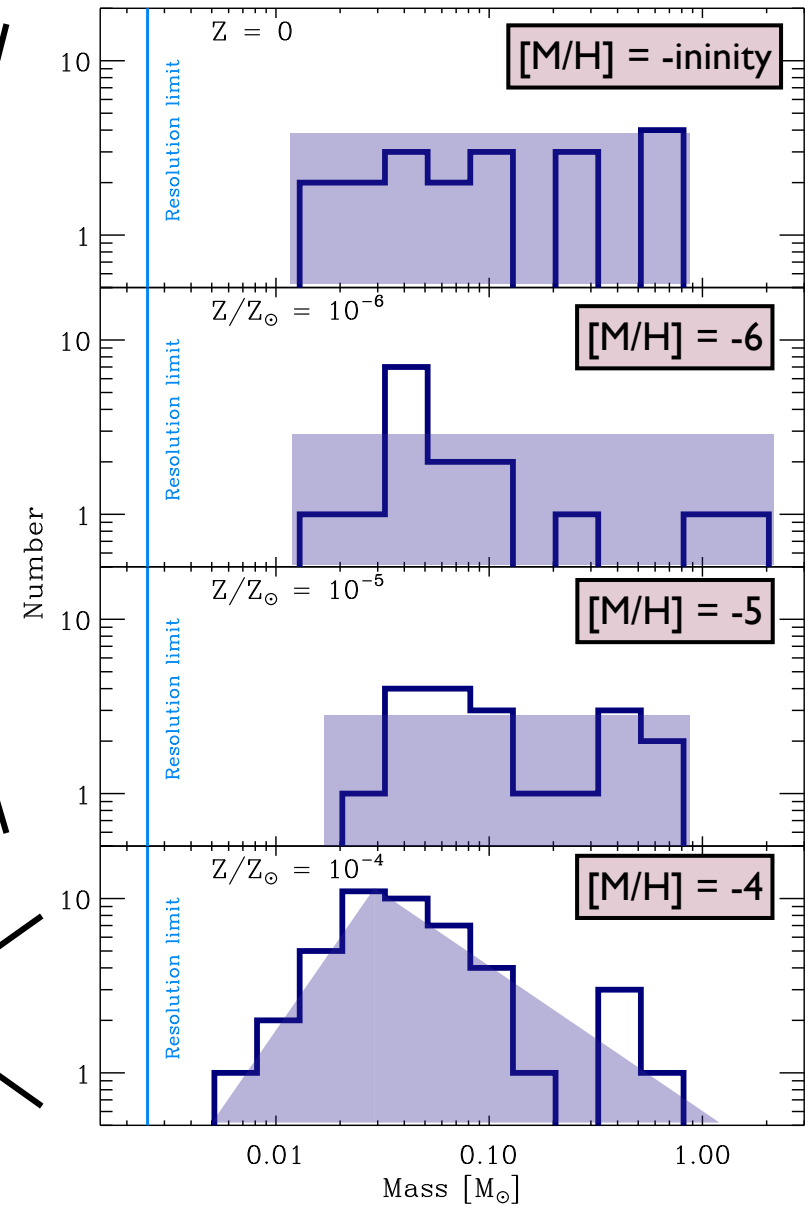 Z = 0
[M/H] = -ininity
10
1
Resolution limit
Z/Z☉ = 10⁻⁶
[M/H] = -6
10
1
Resolution limit
Z/Z☉ = 10⁻⁵
[M/H] = -5
10
1
Resolution limit
Z/Z☉ = 10⁻⁴
[M/H] = -4
10
1
Resolution limit
Number
0.01 0.10 1.00
Mass [M☉]